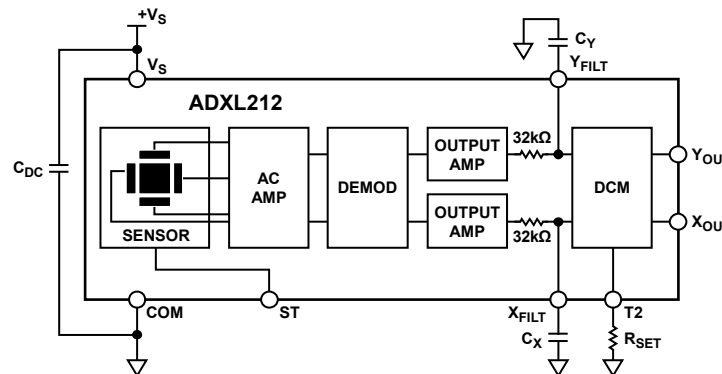 +VS
VS
CY
YFILT
ADXL212
CDC
SENSOR
AC
AMP
DEMOD
OUTPUT
AMP
32kΩ
OUTPUT
AMP
32kΩ
DCM
YOU
XOU
COM
ST
XFILT
T2
CX
RSET